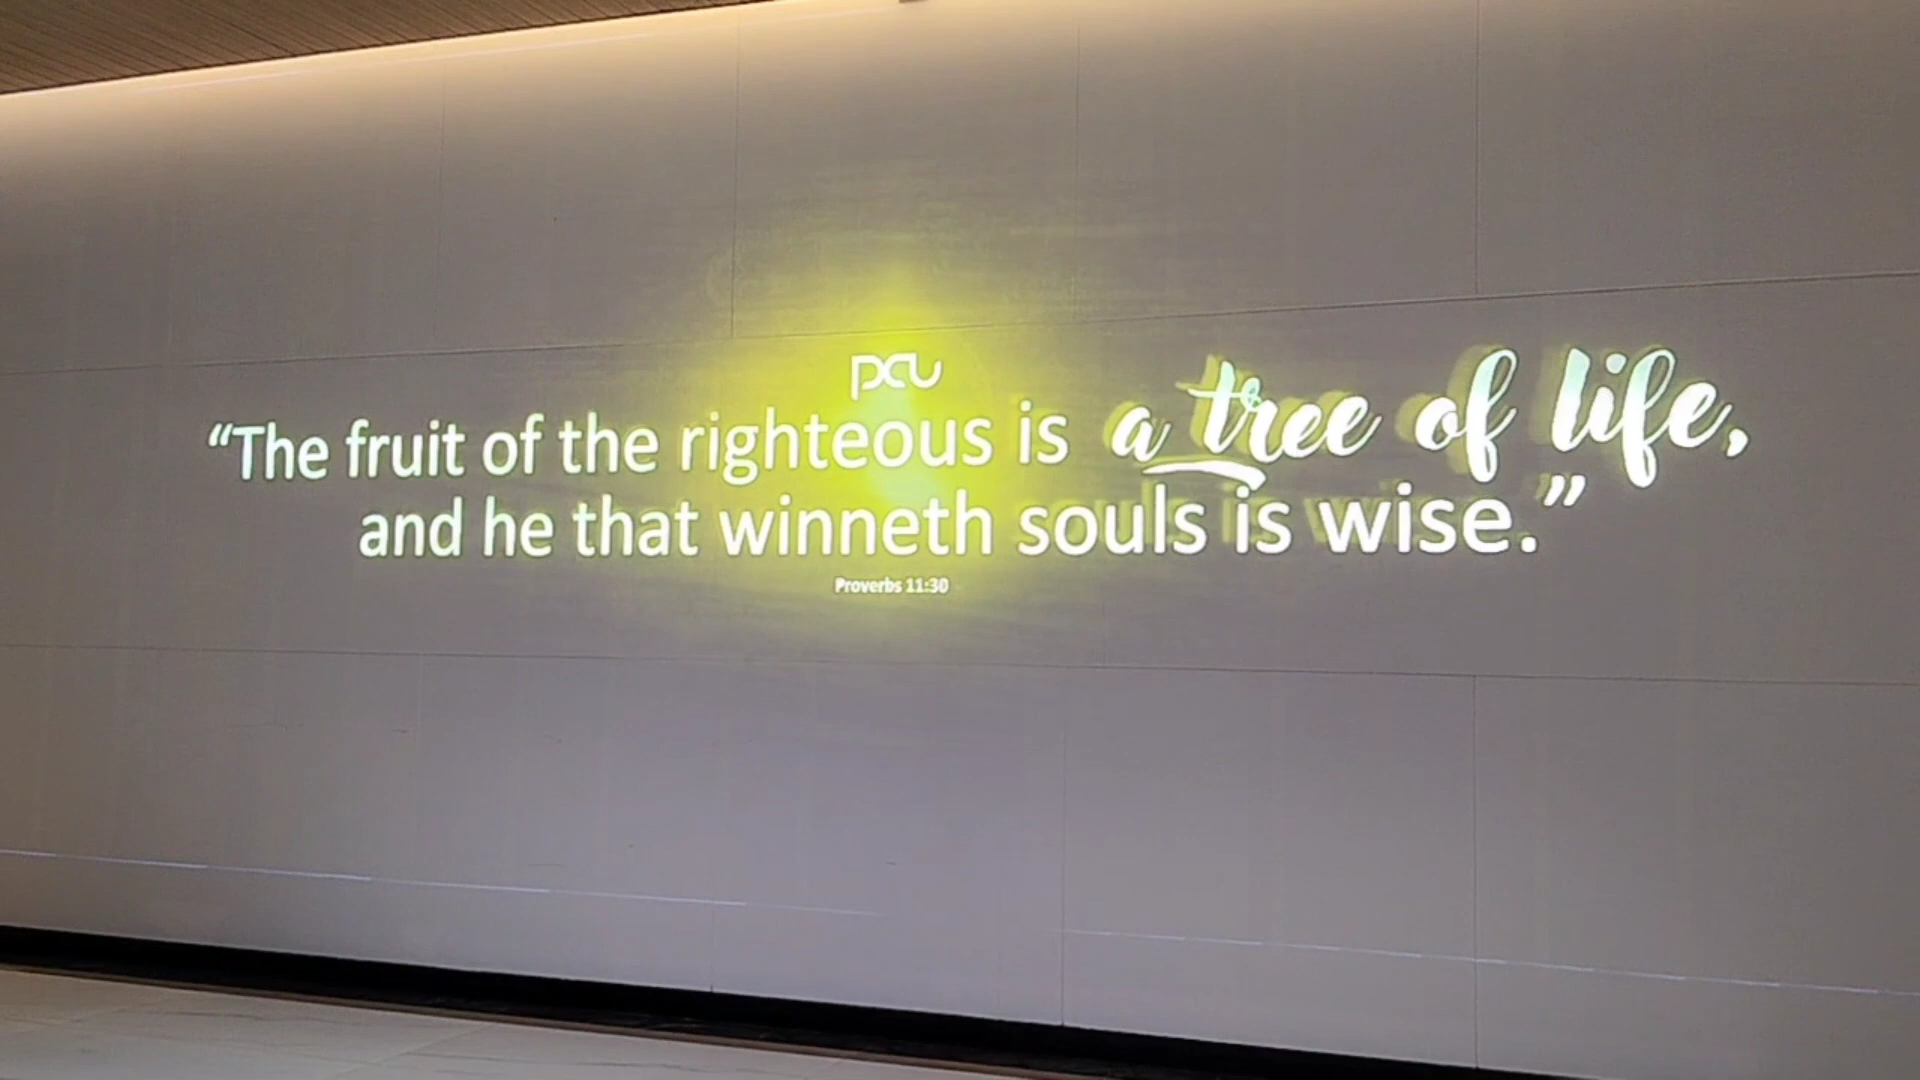 pcu
“The fruit of the righteous is a tree of life,
and he that winneth souls is wise.”
Proverbs 11:30